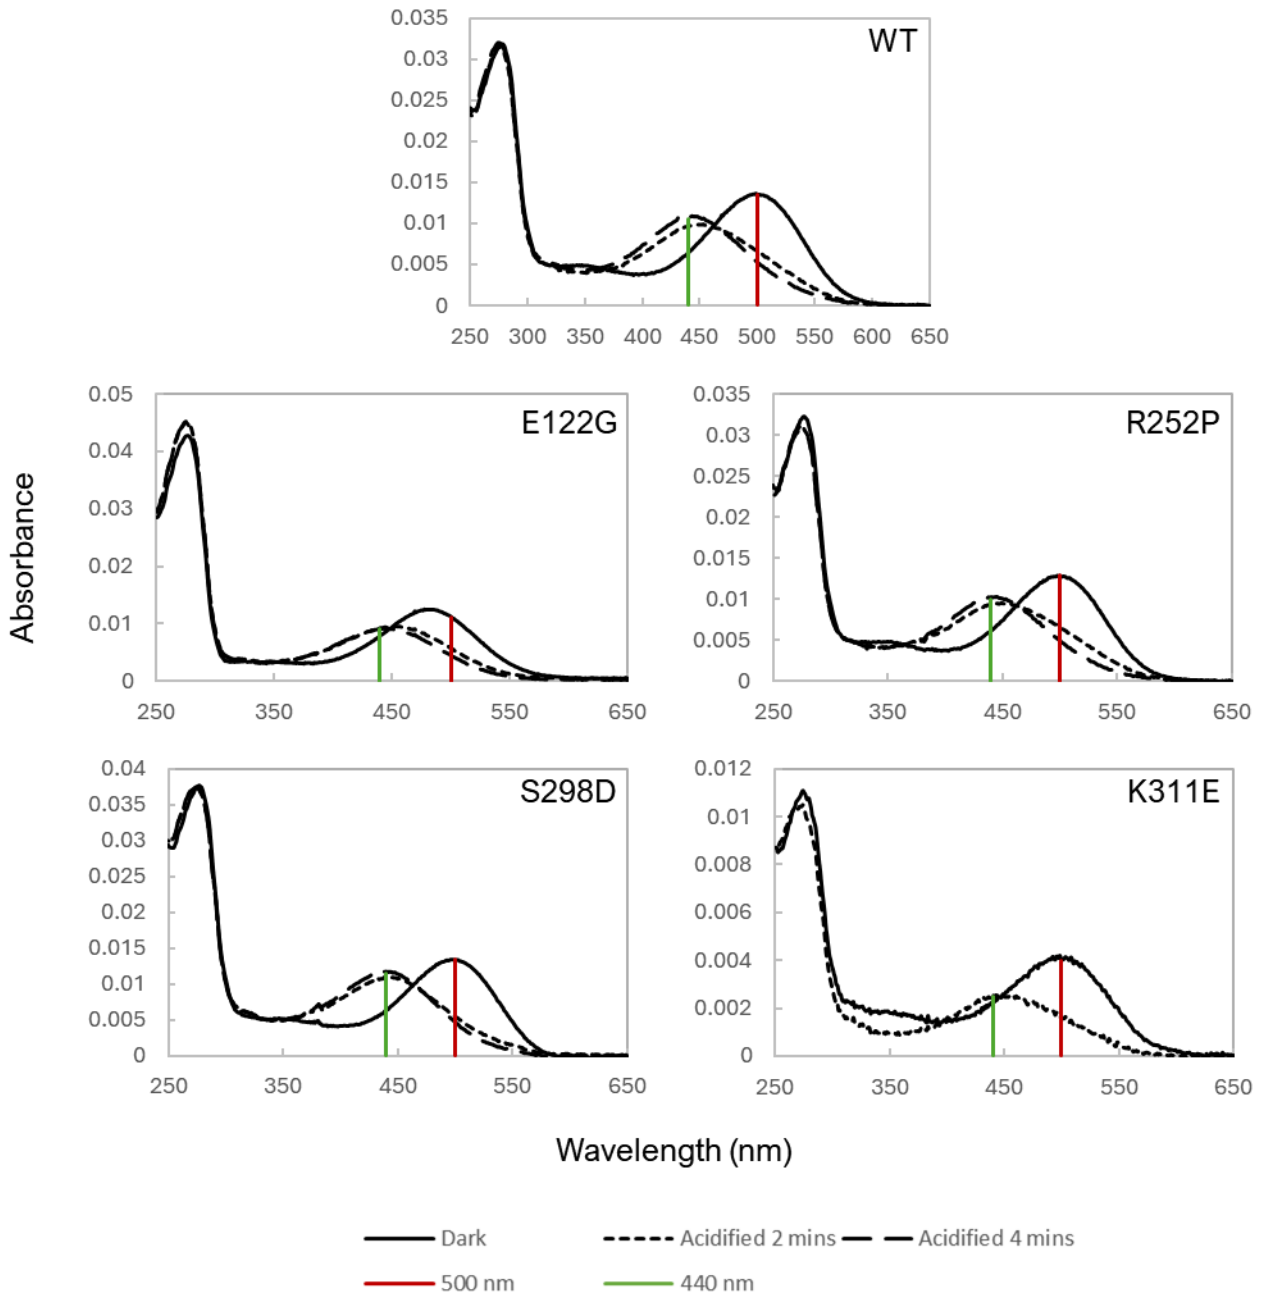 WT
0.035
0.03
0.025
0.02
0.015
0.01
0.005
0
250 300 350 400 450 500 550 600 650
Absorbance
E122G
0.05
0.04
0.03
0.02
0.01
0
250 350 450 550 650
R252P
0.035
0.03
0.025
0.02
0.015
0.01
0.005
0
250 350 450 550 650
S298D
0.04
0.035
0.03
0.025
0.02
0.015
0.01
0.005
0
250 350 450 550 650
K311E
0.012
0.01
0.008
0.006
0.004
0.002
0
250 350 450 550 650
Wavelength (nm)
Dark Acidified 2 mins Acidified 4 mins
500 nm 440 nm